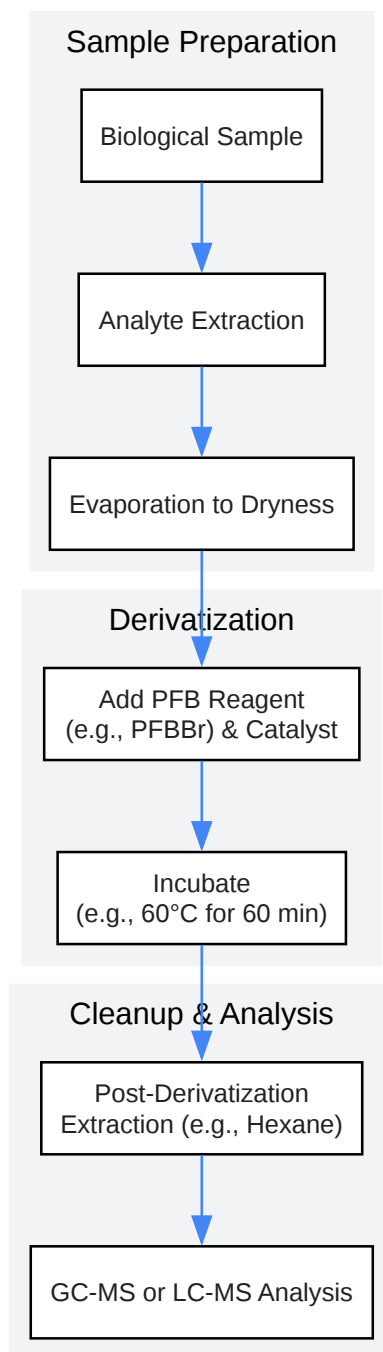 Sample Preparation
Biological Sample
Analyte Extraction
Evaporation to Dryness
Derivatization
Add PFB Reagent
(e.g., PFBBr) & Catalyst
Incubate
(e.g., 60°C for 60 min)
Cleanup & Analysis
Post-Derivatization
Extraction (e.g., Hexane)
GC-MS or LC-MS Analysis